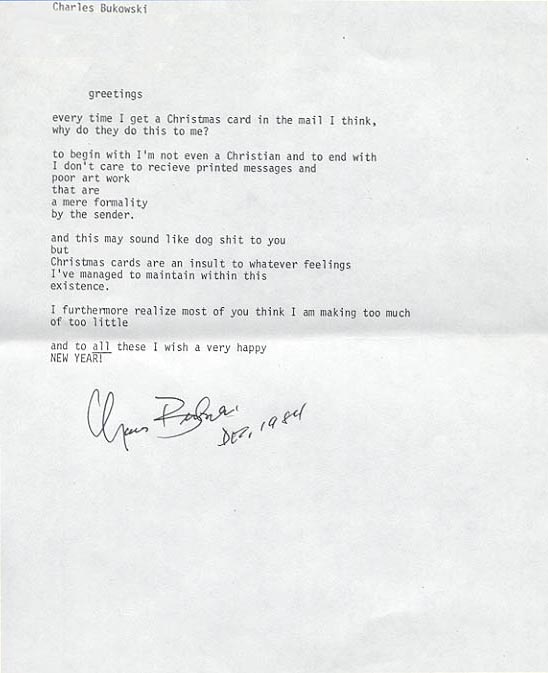 Charles Bukowski
greetings
every time I get a Christmas card in the mail I think,
why do they do this to me?
to begin with I'm not even a Christian and to end with
I don't care to recieve printed messages and
poor art work
that are
a mere formality
by the sender.
and this may sound like dog shit to you
but
Christmas cards are an insult to whatever feelings
I've managed to maintain within this
existence.
I furthermore realize most of you think I am making too much
of too little
and to all these I wish a very happy
NEW YEAR!
Charles Bukowski
DEC. 1984